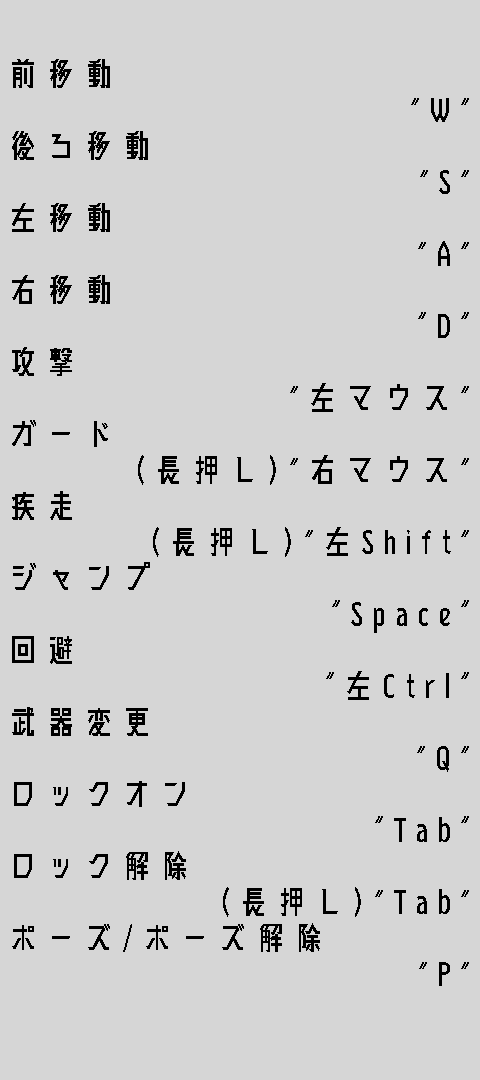 前移動
"W"
後ろ移動
"S"
左移動
"A"
右移動
"D"
攻撃
"左マウス"
ガード
(長押し)"右マウス"
疾走
(長押し)"左Shift"
ジャンプ
"Space"
回避
"左Ctrl"
武器変更
"Q"
ロックオン
"Tab"
ロック解除
(長押し)"Tab"
ポーズ/ポーズ解除
"P"